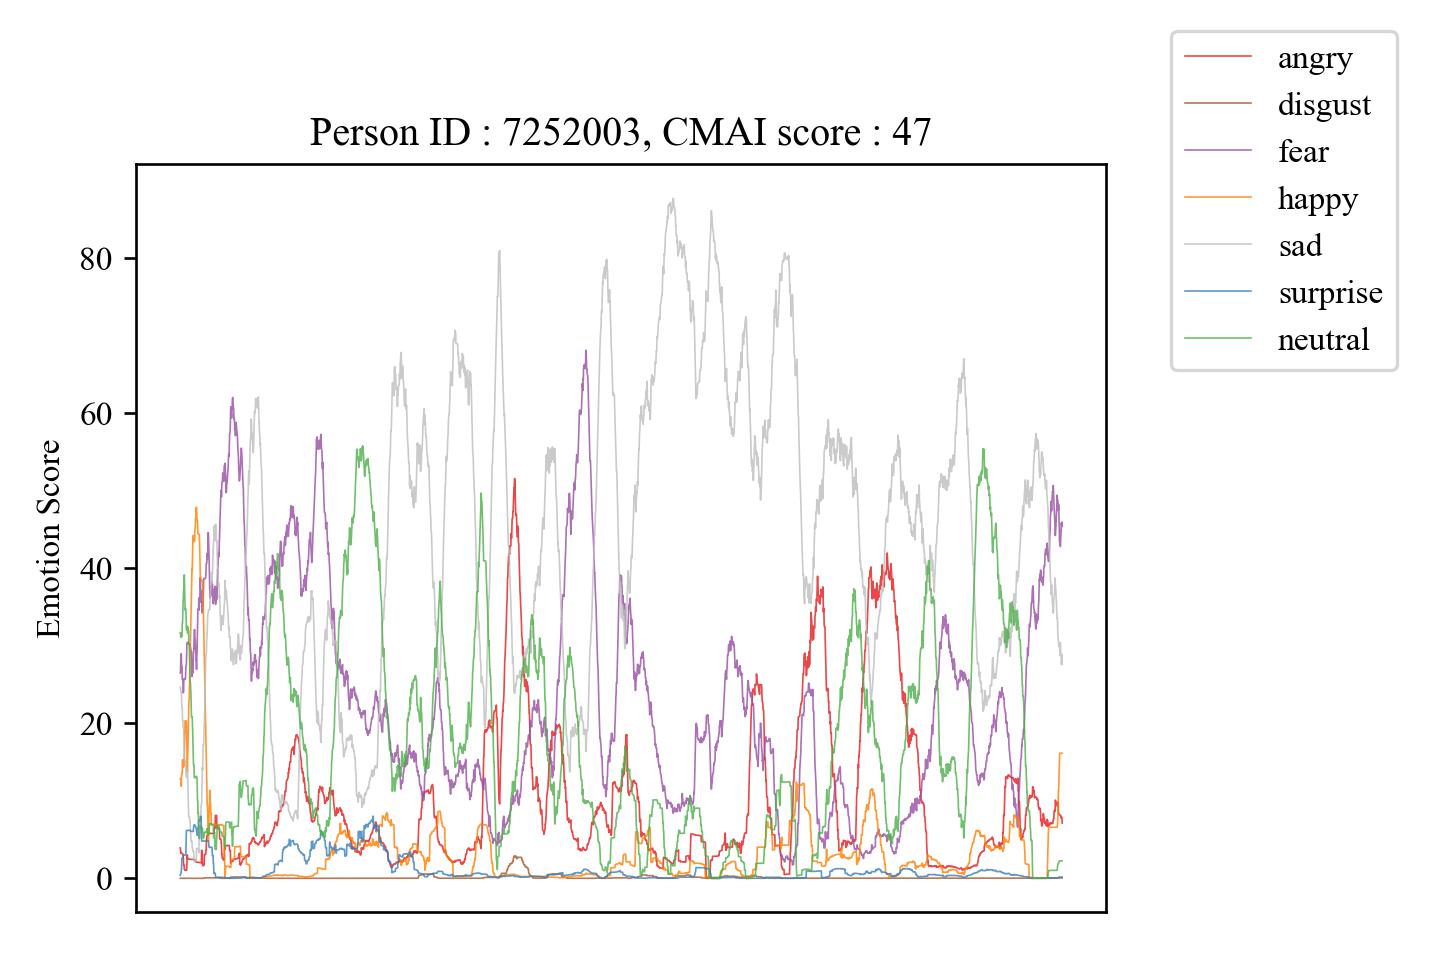 Person ID : 7252003, CMAI score : 47
angry
disgust
fear
happy
sad
surprise
neutral
Emotion Score
80
60
40
20
0